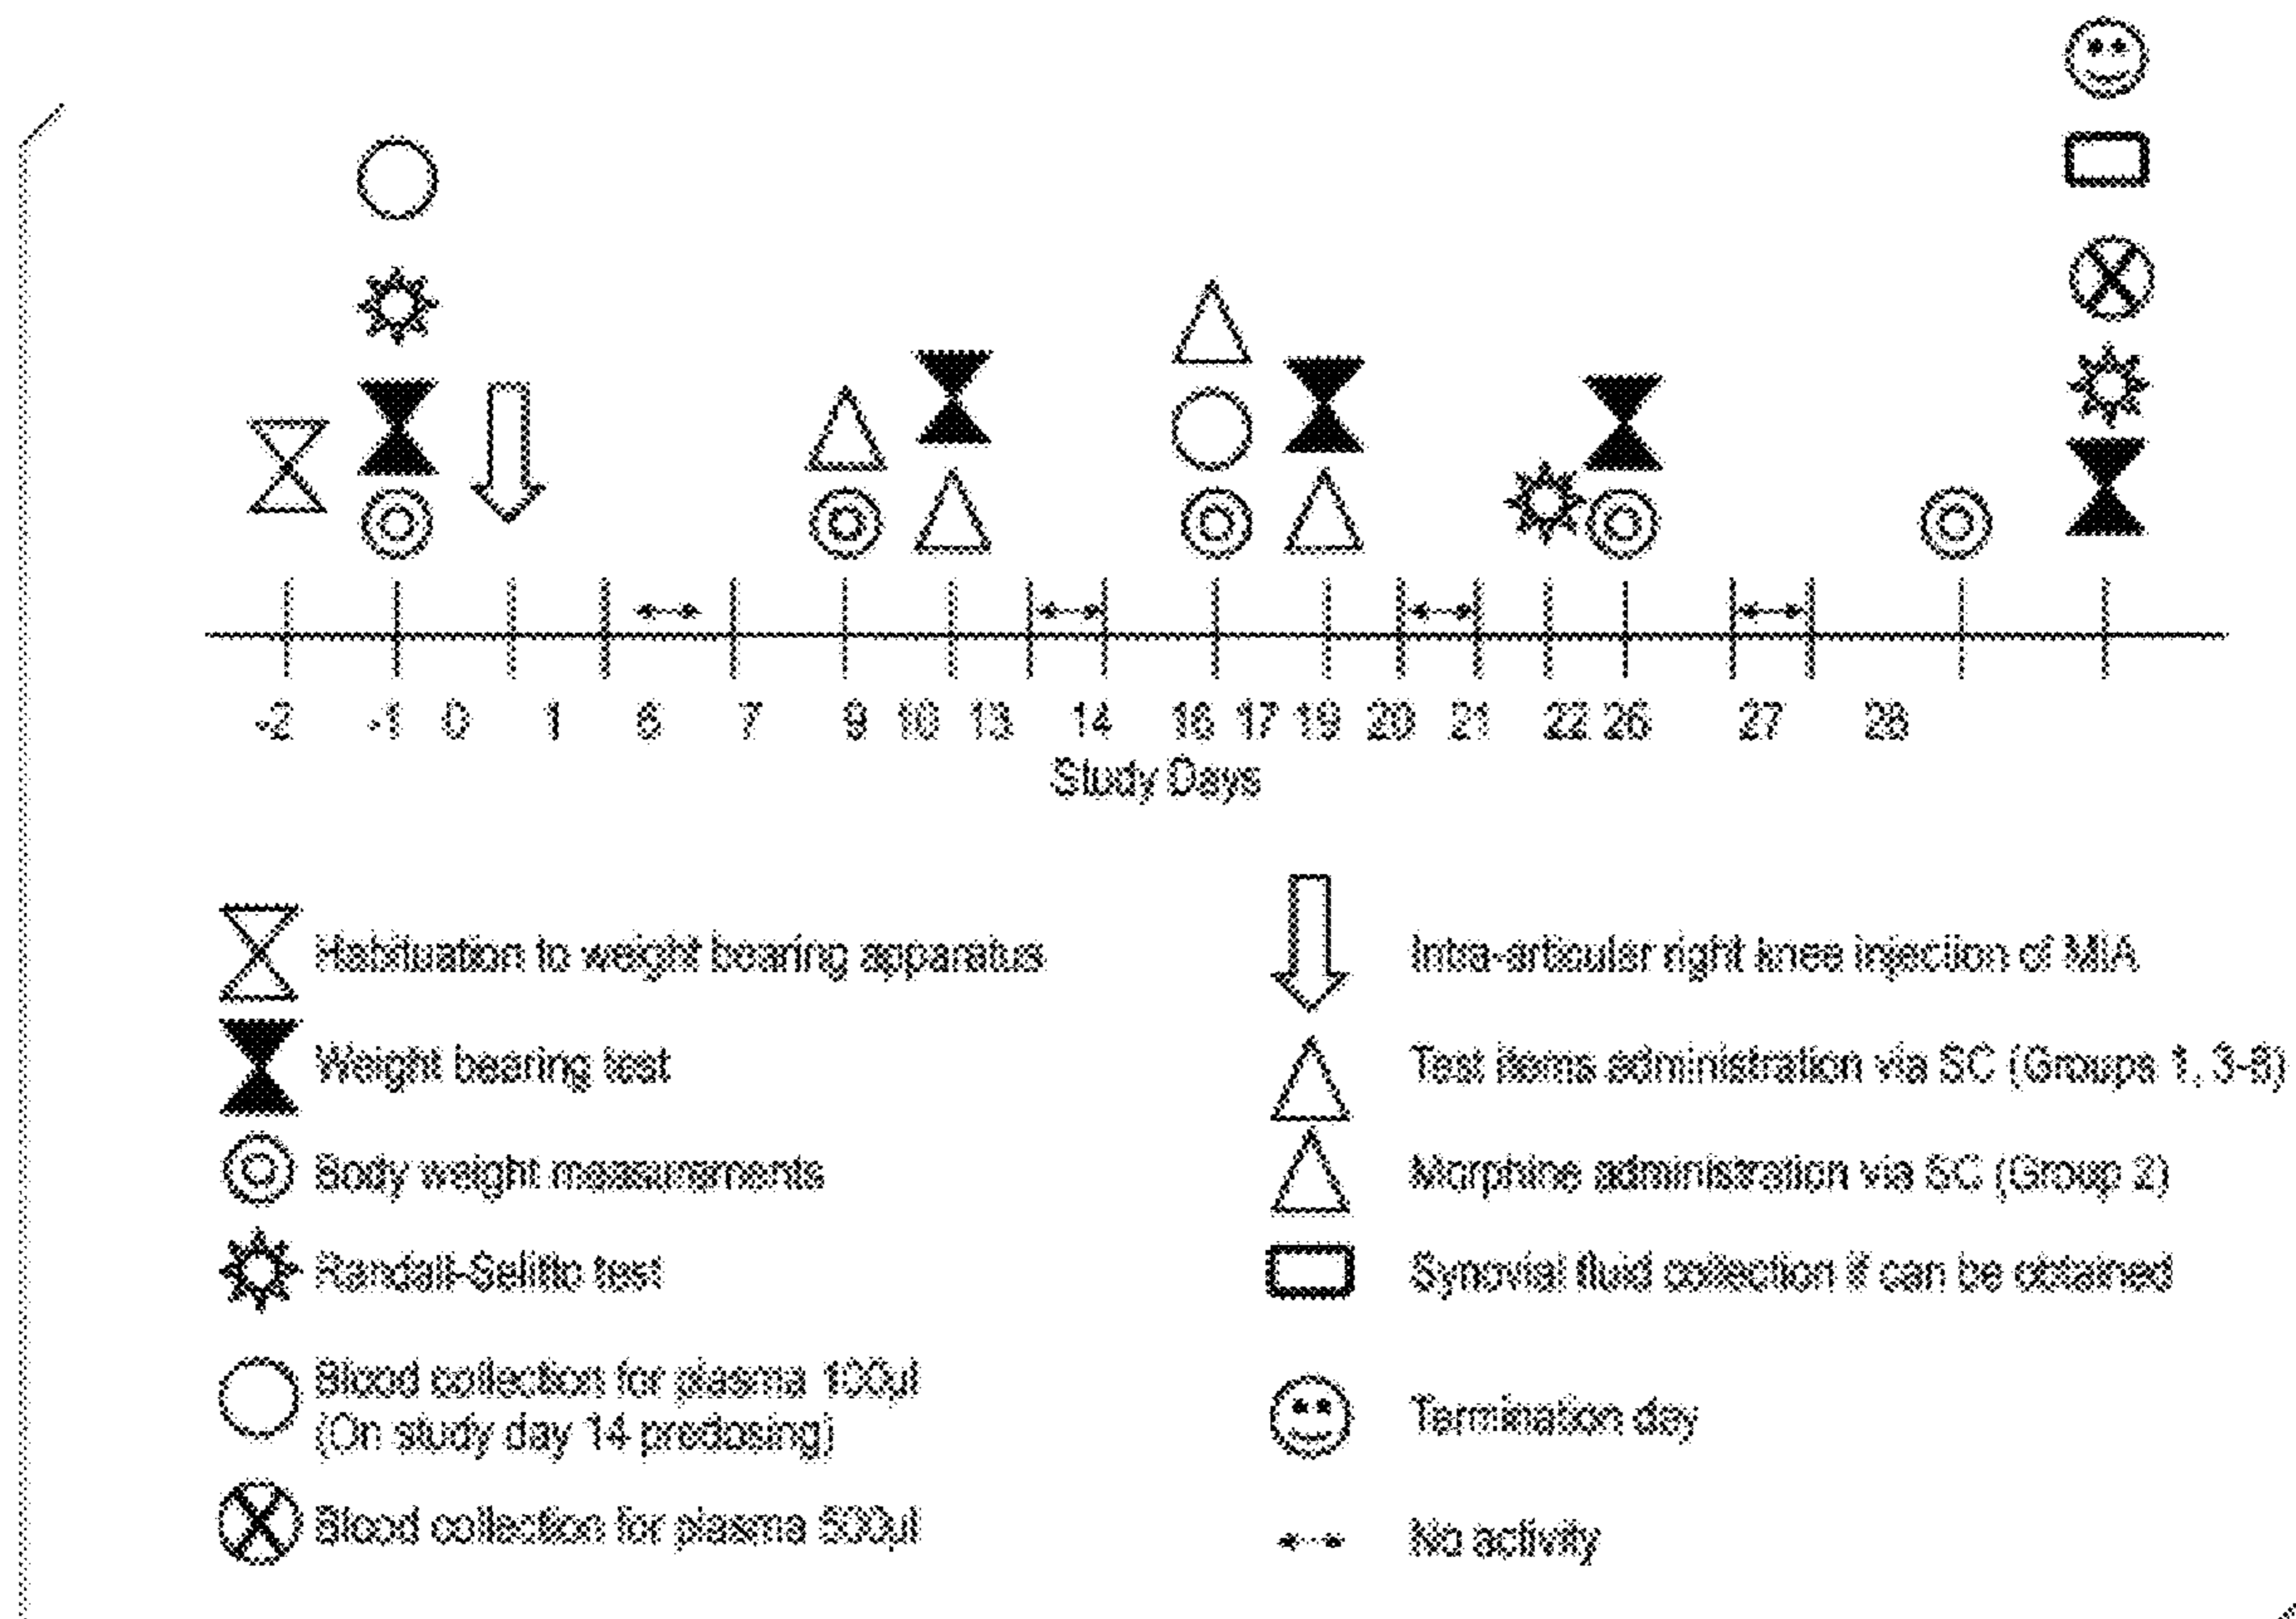 -2 -1 0 1 6 7 9 10 13 14 16 17 19 20 21 22 26 27 28
Study Days
Habituation to weight bearing apparatus
Weight bearing test
Body weight measurements
Randall-Selitto test
Blood collection for plasma 100µl
(On study day 14 predosing)
Blood collection for plasma 500µl
Intra-articular right knee injection of MIA
Test items administration via SC (Groups 1,
Morphine administration via SC (Group 2)
Synovial fluid collection if can be obtained
Termination day
No activity